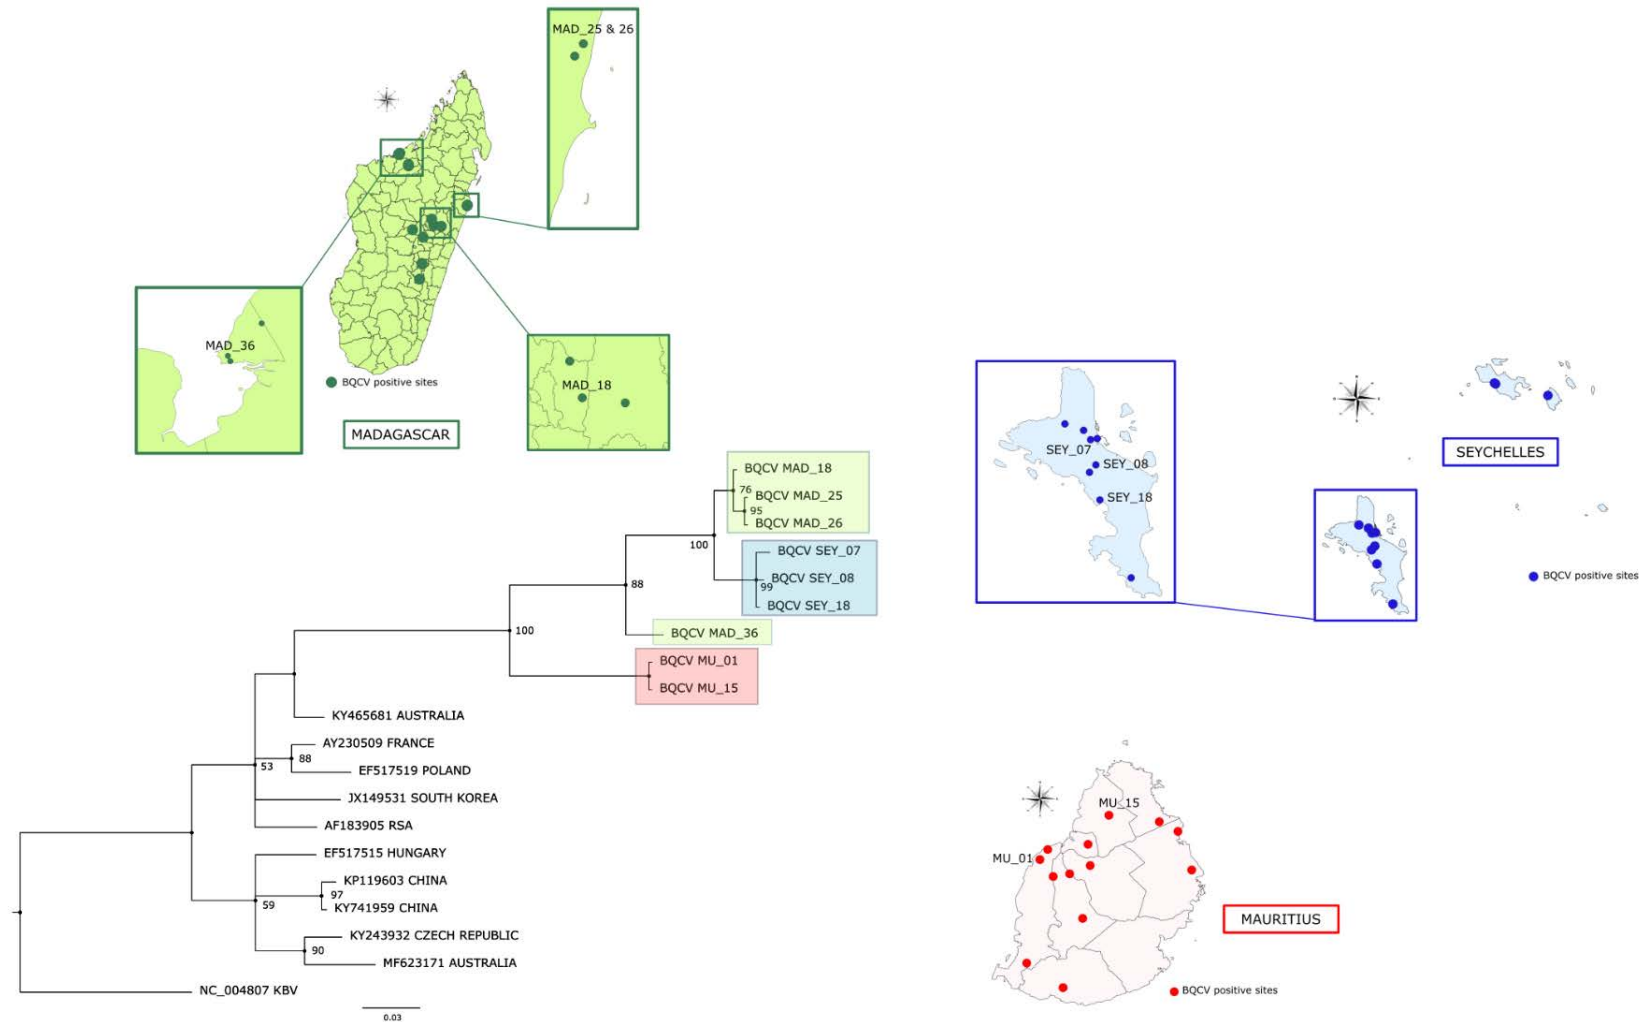 MAD_25 & 26
MAD_36
MAD_18
BQCV positive sites
MADAGASCAR
SEY_07
SEY_08
SEY_18
SEYCHELLES
BQCV positive sites
BQCV MAD_18
76
BQCV MAD_25
95
BQCV MAD_26
100
BQCV SEY_07
BQCV SEY_08
99
BQCV SEY_18
88
BQCV MAD_36
100
BQCV MU_01
BQCV MU_15
KY465681 AUSTRALIA
AY230509 FRANCE
88
53
EF517519 POLAND
JX149531 SOUTH KOREA
AF183905 RSA
EF517515 HUNGARY
KP119603 CHINA
97
59
KY741959 CHINA
KY243932 CZECH REPUBLIC
90
MF623171 AUSTRALIA
NC_004807 KBV
0.03
MU_15
MU_01
MAURITIUS
BQCV positive sites